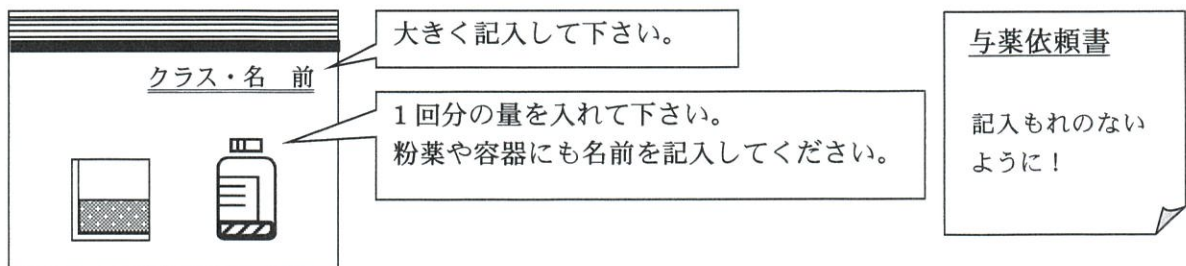 クラス・名　前
大きく記入して下さい。
1回分の量を入れて下さい。
粉薬や容器にも名前を記入してください。
与薬依頼書
記入もれのない
ように！